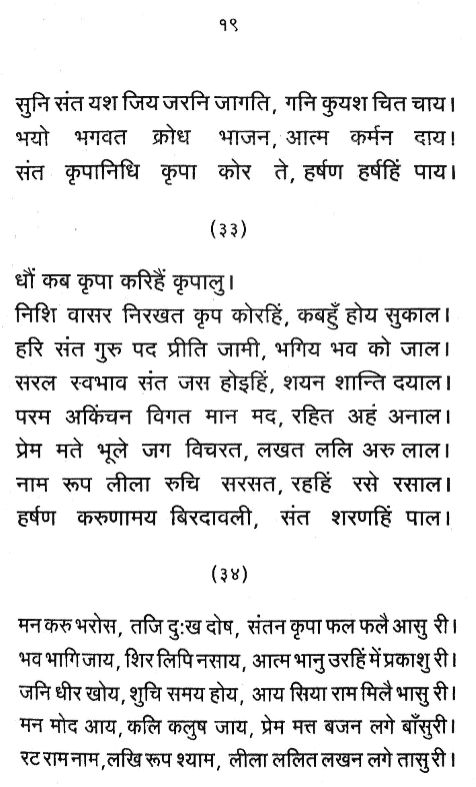 १९
सुनि संत यश जिय जरनि जागति, गनि कुयश चित चाय।
भयो भगवत क्रोध भाजन, आत्म कर्मन दाय।
संत कृपानिधि कृपा कोर ते, हर्षण हर्षहिं पाय।
(३३)
धौं कब कृपा करिहैं कृपालु।
निशि वासर निरखत कृप कोरहिं, कबहुँ होय सुकाल।
हरि संत गुरु पद प्रीति जामी, भगिय भव को जाल।
सरल स्वभाव संत जस होइहिं, शयन शान्ति दयाल।
परम अकिंचन विगत मान मद, रहित अहं अनाल।
प्रेम मते भूले जग विचरत, लखत ललि अरु लाल।
नाम रूप लीला रुचि सरसत, रहहिं रसे रसाल।
हर्षण करुणामय बिरदावली, संत शरणहिं पाल।
(३४)
मन करु भरोस, तजि दुःख दोष, संतन कृपा फल फलै आसु री।
भव भागि जाय, शिर लिपि नसाय, आत्म भानु उरहिं में प्रकाशु री।
जनि धीर खोय, शुचि समय होय, आय सिया राम मिलै भासु री।
मन मोद आय, कलि कलुष जाय, प्रेम मत्त बजन लगे बाँसुरी।
रट राम नाम, लखि रूप श्याम, लीला ललित लखन लगे तासु री।